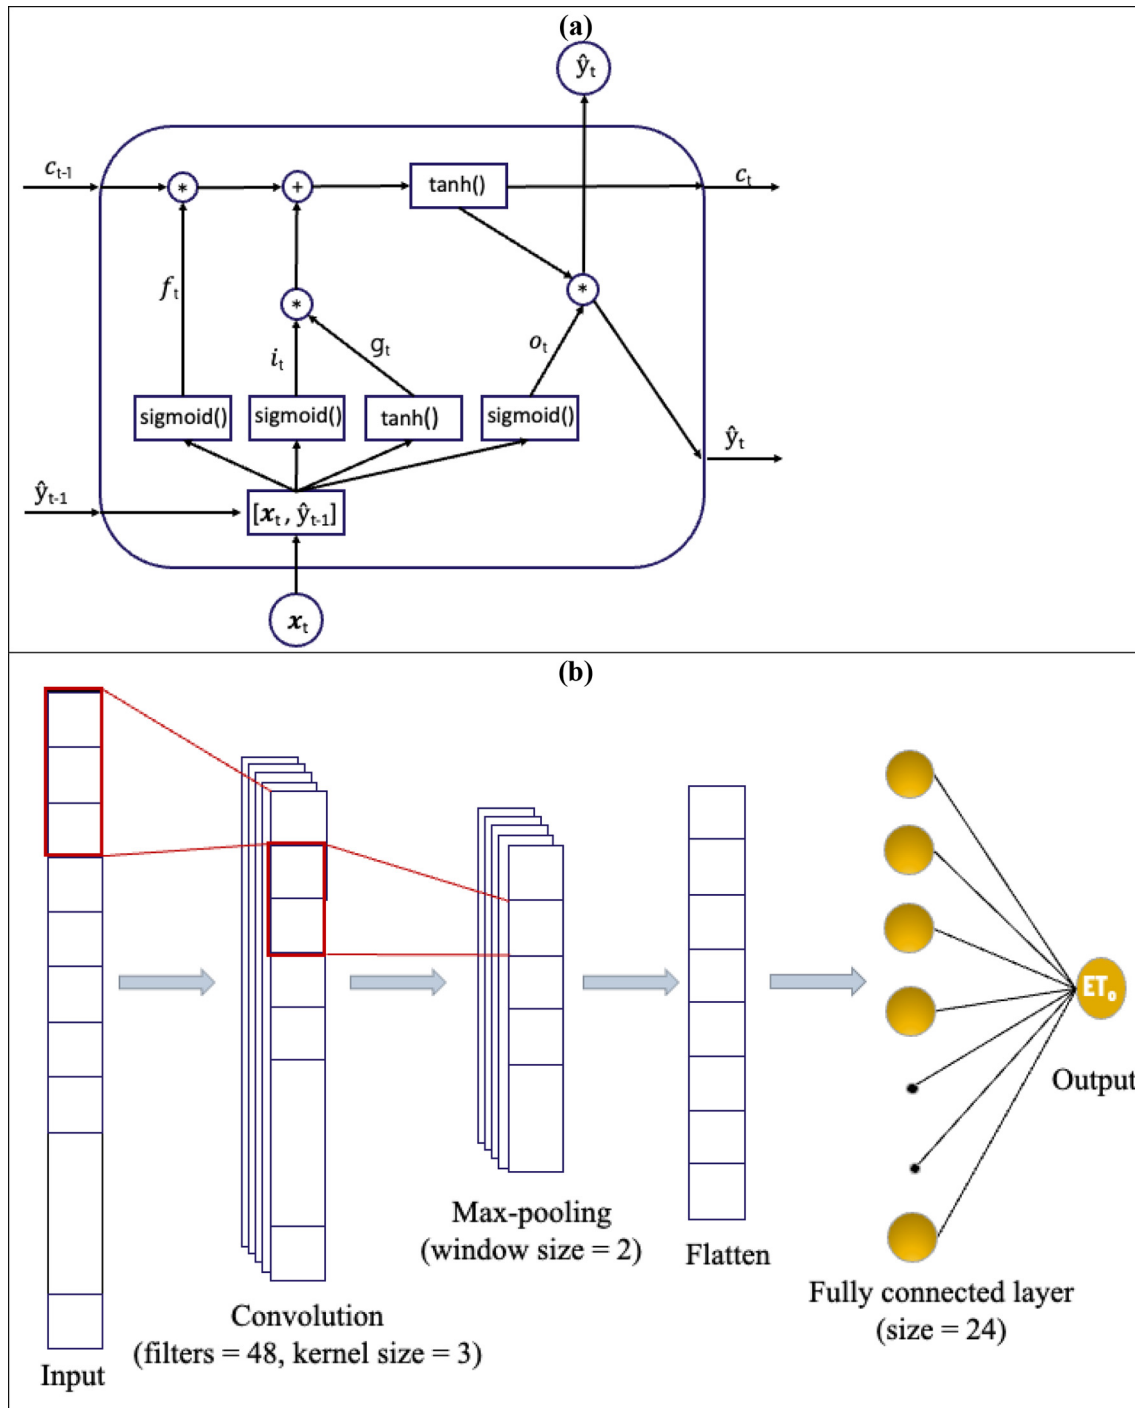 (a)
ŷt
ct-1
*
+
tanh()
ct
ft
*
*
it
gt
ot
sigmoid()
sigmoid()
tanh()
sigmoid()
ŷt
ŷt-1
[xt , ŷt-1]
xt
(b)
ET0
Output
Max-pooling
(window size = 2)
Flatten
Fully connected layer
(size = 24)
Convolution
(filters = 48, kernel size = 3)
Input